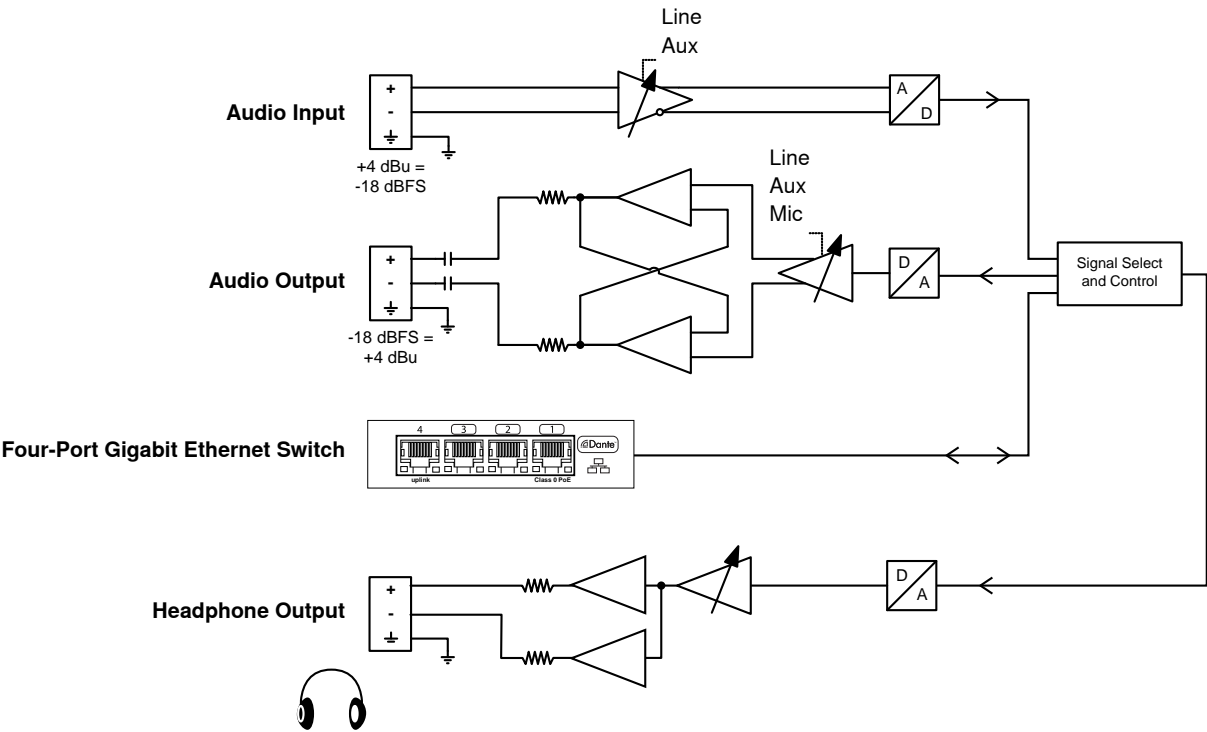 Line
Aux
Audio Input
+
-
A
D
+4 dBu =
-18 dBFS
Line
Aux
Mic
Audio Output
+
-
D
A
Signal Select
and Control
-18 dBFS =
+4 dBu
Four-Port Gigabit Ethernet Switch
4 3 2 1
Dante
uplink
Class 0 PoE
Headphone Output
+
-
D
A